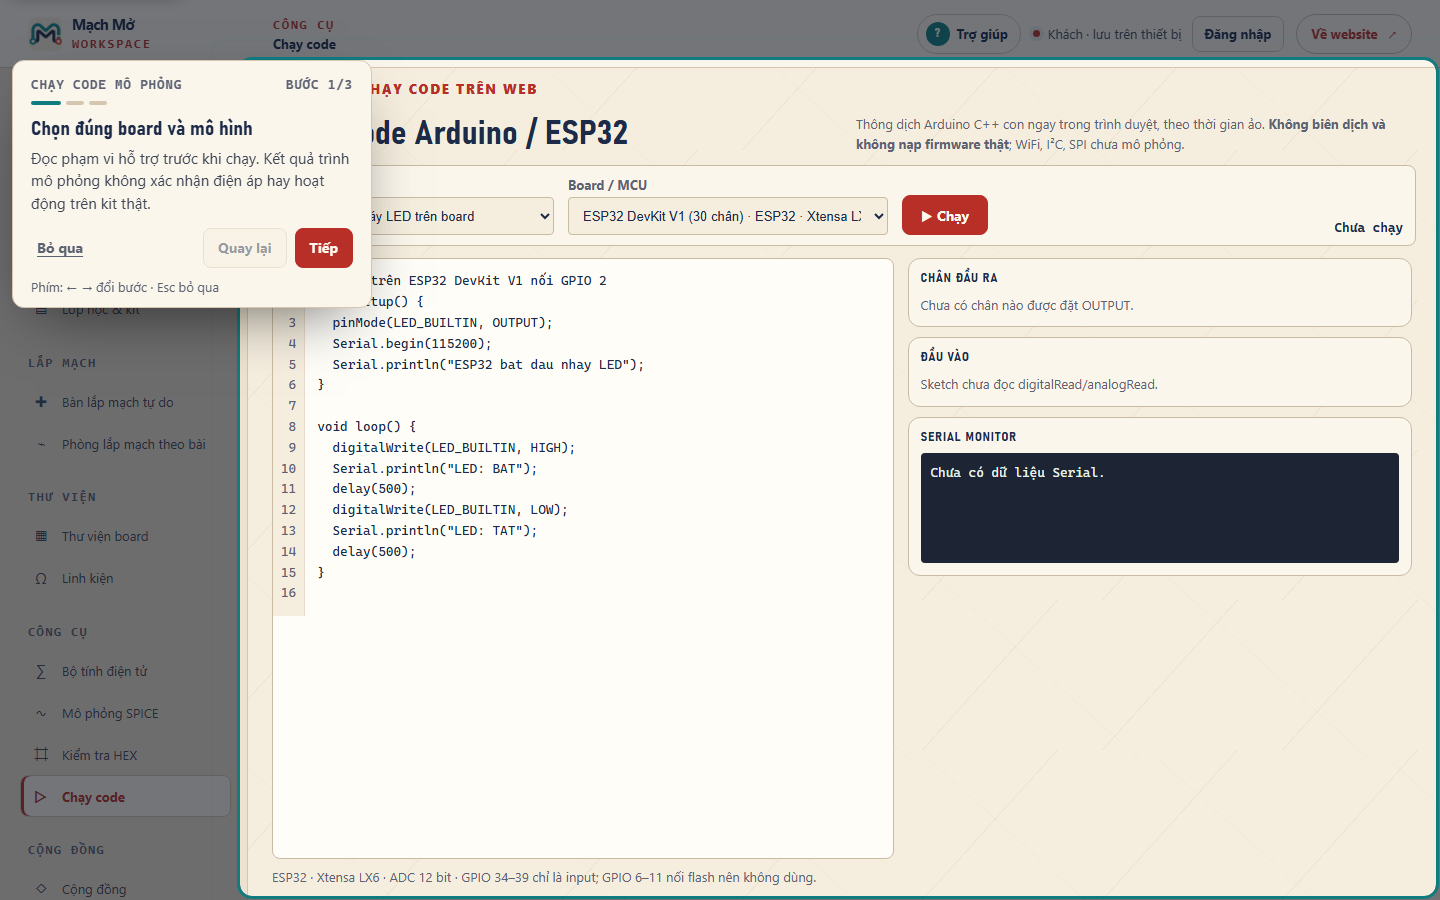 Mạch Mở
WORKSPACE
CÔNG CỤ
Chạy code
? Trợ giúp
Khách · lưu trên thiết bị
Đăng nhập
Về website ↗
CHẠY CODE MÔ PHỎNG
BƯỚC 1/3
Chọn đúng board và mô hình
Đọc phạm vi hỗ trợ trước khi chạy. Kết quả trình
mô phỏng không xác nhận điện áp hay hoạt
động trên kit thật.
Bỏ qua
Quay lại
Tiếp
Phím: ← → đổi bước · Esc bỏ qua
LẮP MẠCH
Bàn lắp mạch tự do
Phòng lắp mạch theo bài
THƯ VIỆN
Thư viện board
Linh kiện
CÔNG CỤ
Bộ tính điện tử
Mô phỏng SPICE
Kiểm tra HEX
Chạy code
CỘNG ĐỒNG
Cộng đồng
HẠY CODE TRÊN WEB
ode Arduino / ESP32
Thông dịch Arduino C++ con ngay trong trình duyệt, theo thời gian ảo. Không biên dịch và
không nạp firmware thật; WiFi, I²C, SPI chưa mô phỏng.
áy LED trên board
Board / MCU
ESP32 DevKit V1 (30 chân) · ESP32 · Xtensa LX
▶ Chạy
Chưa chạy
trên ESP32 DevKit V1 nối GPIO 2
tup() {
3 pinMode(LED_BUILTIN, OUTPUT);
4 Serial.begin(115200);
5 Serial.println("ESP32 bat dau nhay LED");
6 }
7
8 void loop() {
9 digitalWrite(LED_BUILTIN, HIGH);
10 Serial.println("LED: BAT");
11 delay(500);
12 digitalWrite(LED_BUILTIN, LOW);
13 Serial.println("LED: TAT");
14 delay(500);
15 }
16
CHÂN ĐẦU RA
Chưa có chân nào được đặt OUTPUT.
ĐẦU VÀO
Sketch chưa đọc digitalRead/analogRead.
SERIAL MONITOR
Chưa có dữ liệu Serial.
ESP32 · Xtensa LX6 · ADC 12 bit · GPIO 34–39 chỉ là input; GPIO 6–11 nối flash nên không dùng.